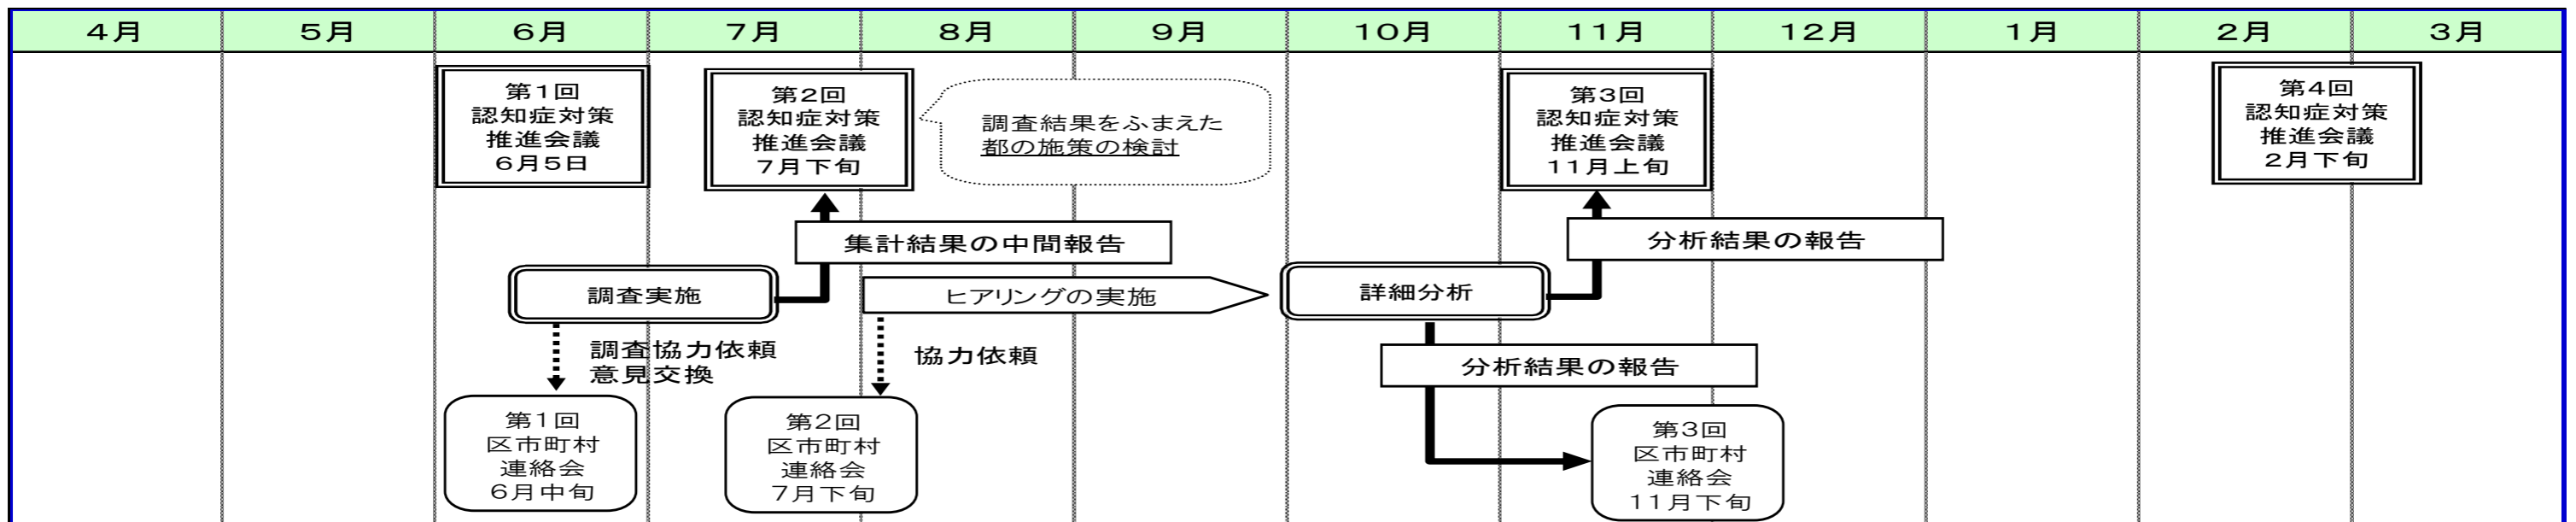 4月 5月 6月 7月 8月 9月 10月 11月 12月 1月 2月 3月
第1回
認知症対策
推進会議
6月5日
第2回
認知症対策
推進会議
7月下旬
調査結果をふまえた
都の施策の検討
第3回
認知症対策
推進会議
11月上旬
第4回
認知症対策
推進会議
2月下旬
集計結果の中間報告
分析結果の報告
調査実施
ヒアリングの実施
詳細分析
調査協力依頼
意見交換
協力依頼
分析結果の報告
第1回
区市町村
連絡会
6月中旬
第2回
区市町村
連絡会
7月下旬
第3回
区市町村
連絡会
11月下旬